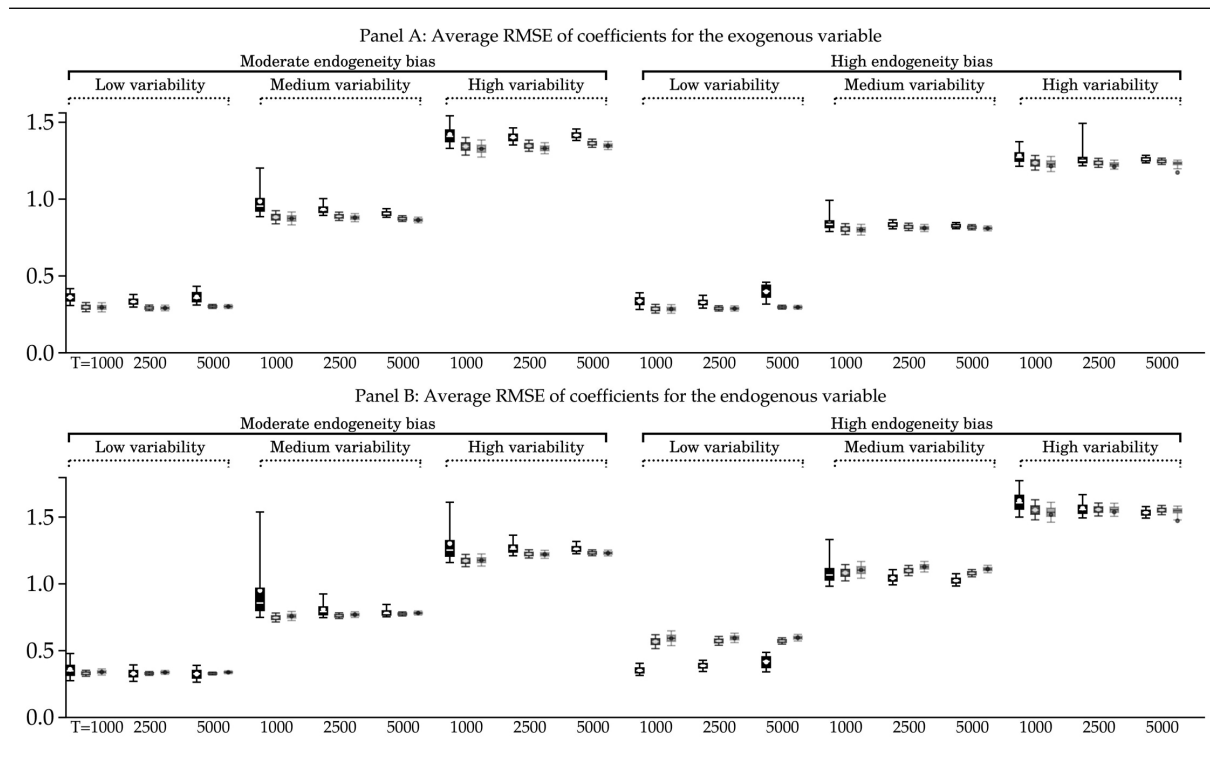 Panel A: Average RMSE of coefficients for the exogenous variable
Moderate endogeneity bias High endogeneity bias
Low variability Medium variability High variability Low variability Medium variability High variability
1.5
1.0
0.5
0.0
T=1000 2500 5000 1000 2500 5000 1000 2500 5000 1000 2500 5000 1000 2500 5000 1000 2500 5000
Panel B: Average RMSE of coefficients for the endogenous variable
Moderate endogeneity bias High endogeneity bias
Low variability Medium variability High variability Low variability Medium variability High variability
1.5
1.0
0.5
0.0
T=1000 2500 5000 1000 2500 5000 1000 2500 5000 1000 2500 5000 1000 2500 5000 1000 2500 5000